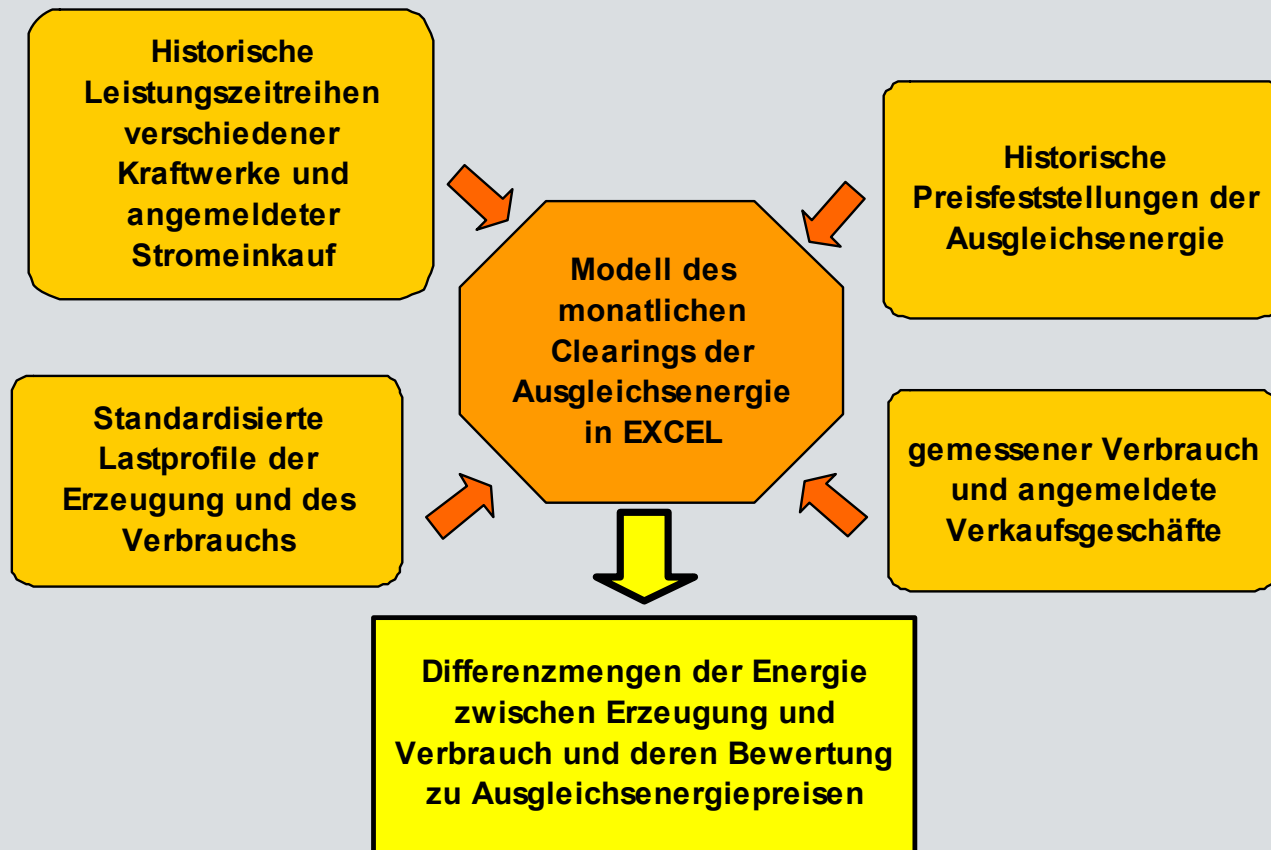 Historische
Leistungszeitreihen
verschiedener
Kraftwerke und
angemeldeter
Stromeinkauf
Historische
Preisfeststellungen der
Ausgleichsenergie
Modell des
monatlichen
Clearings der
Ausgleichsenergie
in EXCEL
Standardisierte
Lastprofile der
Erzeugung und des
Verbrauchs
gemessener Verbrauch
und angemeldete
Verkaufsgeschäfte
Differenzmengen der Energie
zwischen Erzeugung und
Verbrauch und deren Bewertung
zu Ausgleichsenergiepreisen